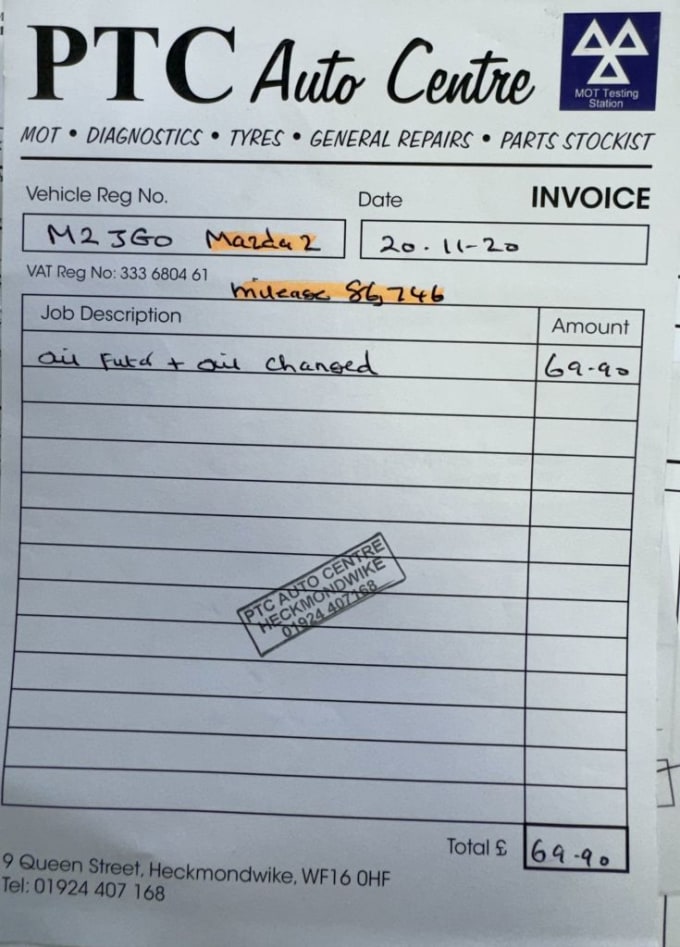 PTC Auto Centre
MOT Testing
Station
MOT • DIAGNOSTICS • TYRES • GENERAL REPAIRS • PARTS STOCKIST
Vehicle Reg No.
Date
INVOICE
M2 JGO Mazda 2
20.11-20
VAT Reg No: 333 6804 61
mileage 86,746
Job Description
Amount
oil + oil changed
69-90
PTC AUTO CENTRE
HECKMONDWIKE
01924 407168
Total £
69-90
9 Queen Street, Heckmondwike, WF16 0HF
Tel: 01924 407 168